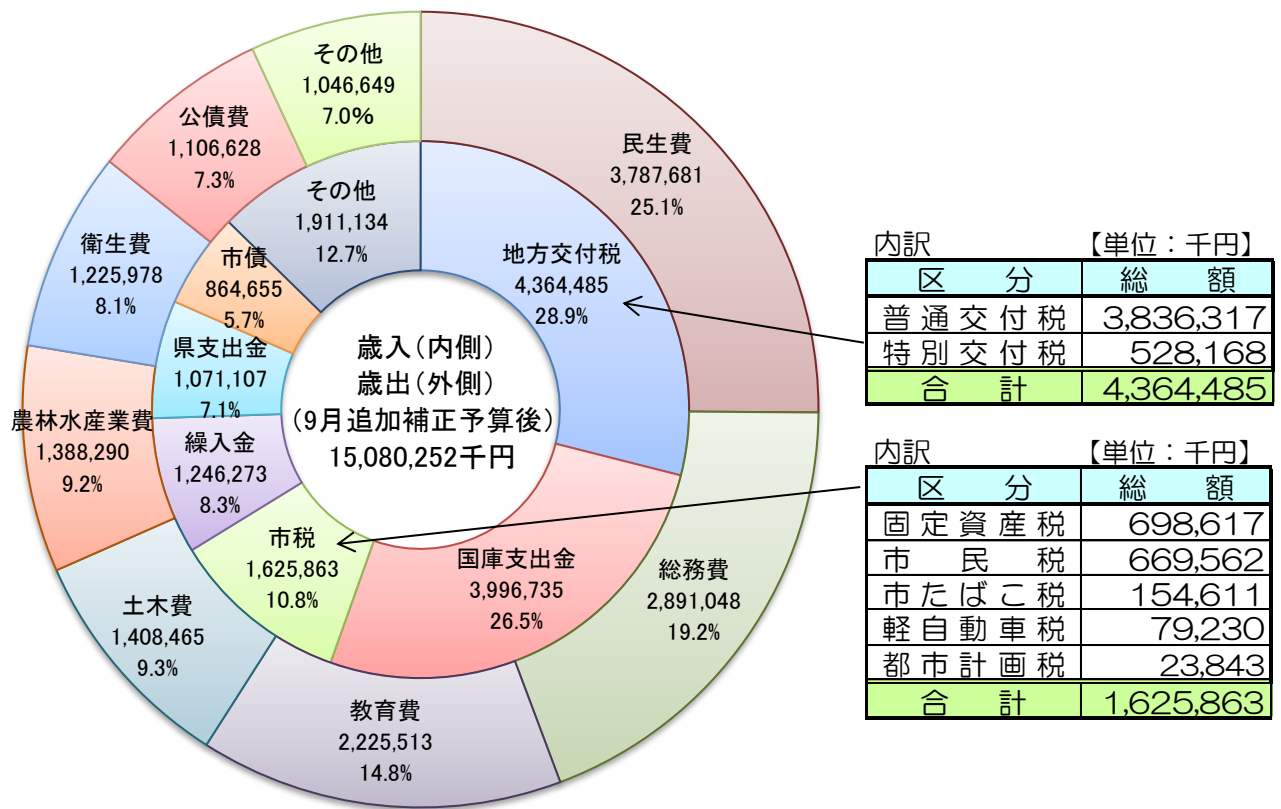 その他
1,046,649
7.0%
民生費
3,787,681
25.1%
総務費
2,891,048
19.2%
教育費
2,225,513
14.8%
土木費
1,408,465
9.3%
農林水産業費
1,388,290
9.2%
衛生費
1,225,978
8.1%
公債費
1,106,628
7.3%
地方交付税
4,364,485
28.9%
国庫支出金
3,996,735
26.5%
市税
1,625,863
10.8%
繰入金
1,246,273
8.3%
県支出金
1,071,107
7.1%
市債
864,655
5.7%
その他
1,911,134
12.7%
歳入(内側)
歳出(外側)
(9月追加補正予算後)
15,080,252千円
内訳 【単位:千円】
区分 総額
普通交付税 3,836,317
特別交付税 528,168
合計 4,364,485
内訳 【単位:千円】
区分 総額
固定資産税 698,617
市民税 669,562
市たばこ税 154,611
軽自動車税 79,230
都市計画税 23,843
合計 1,625,863